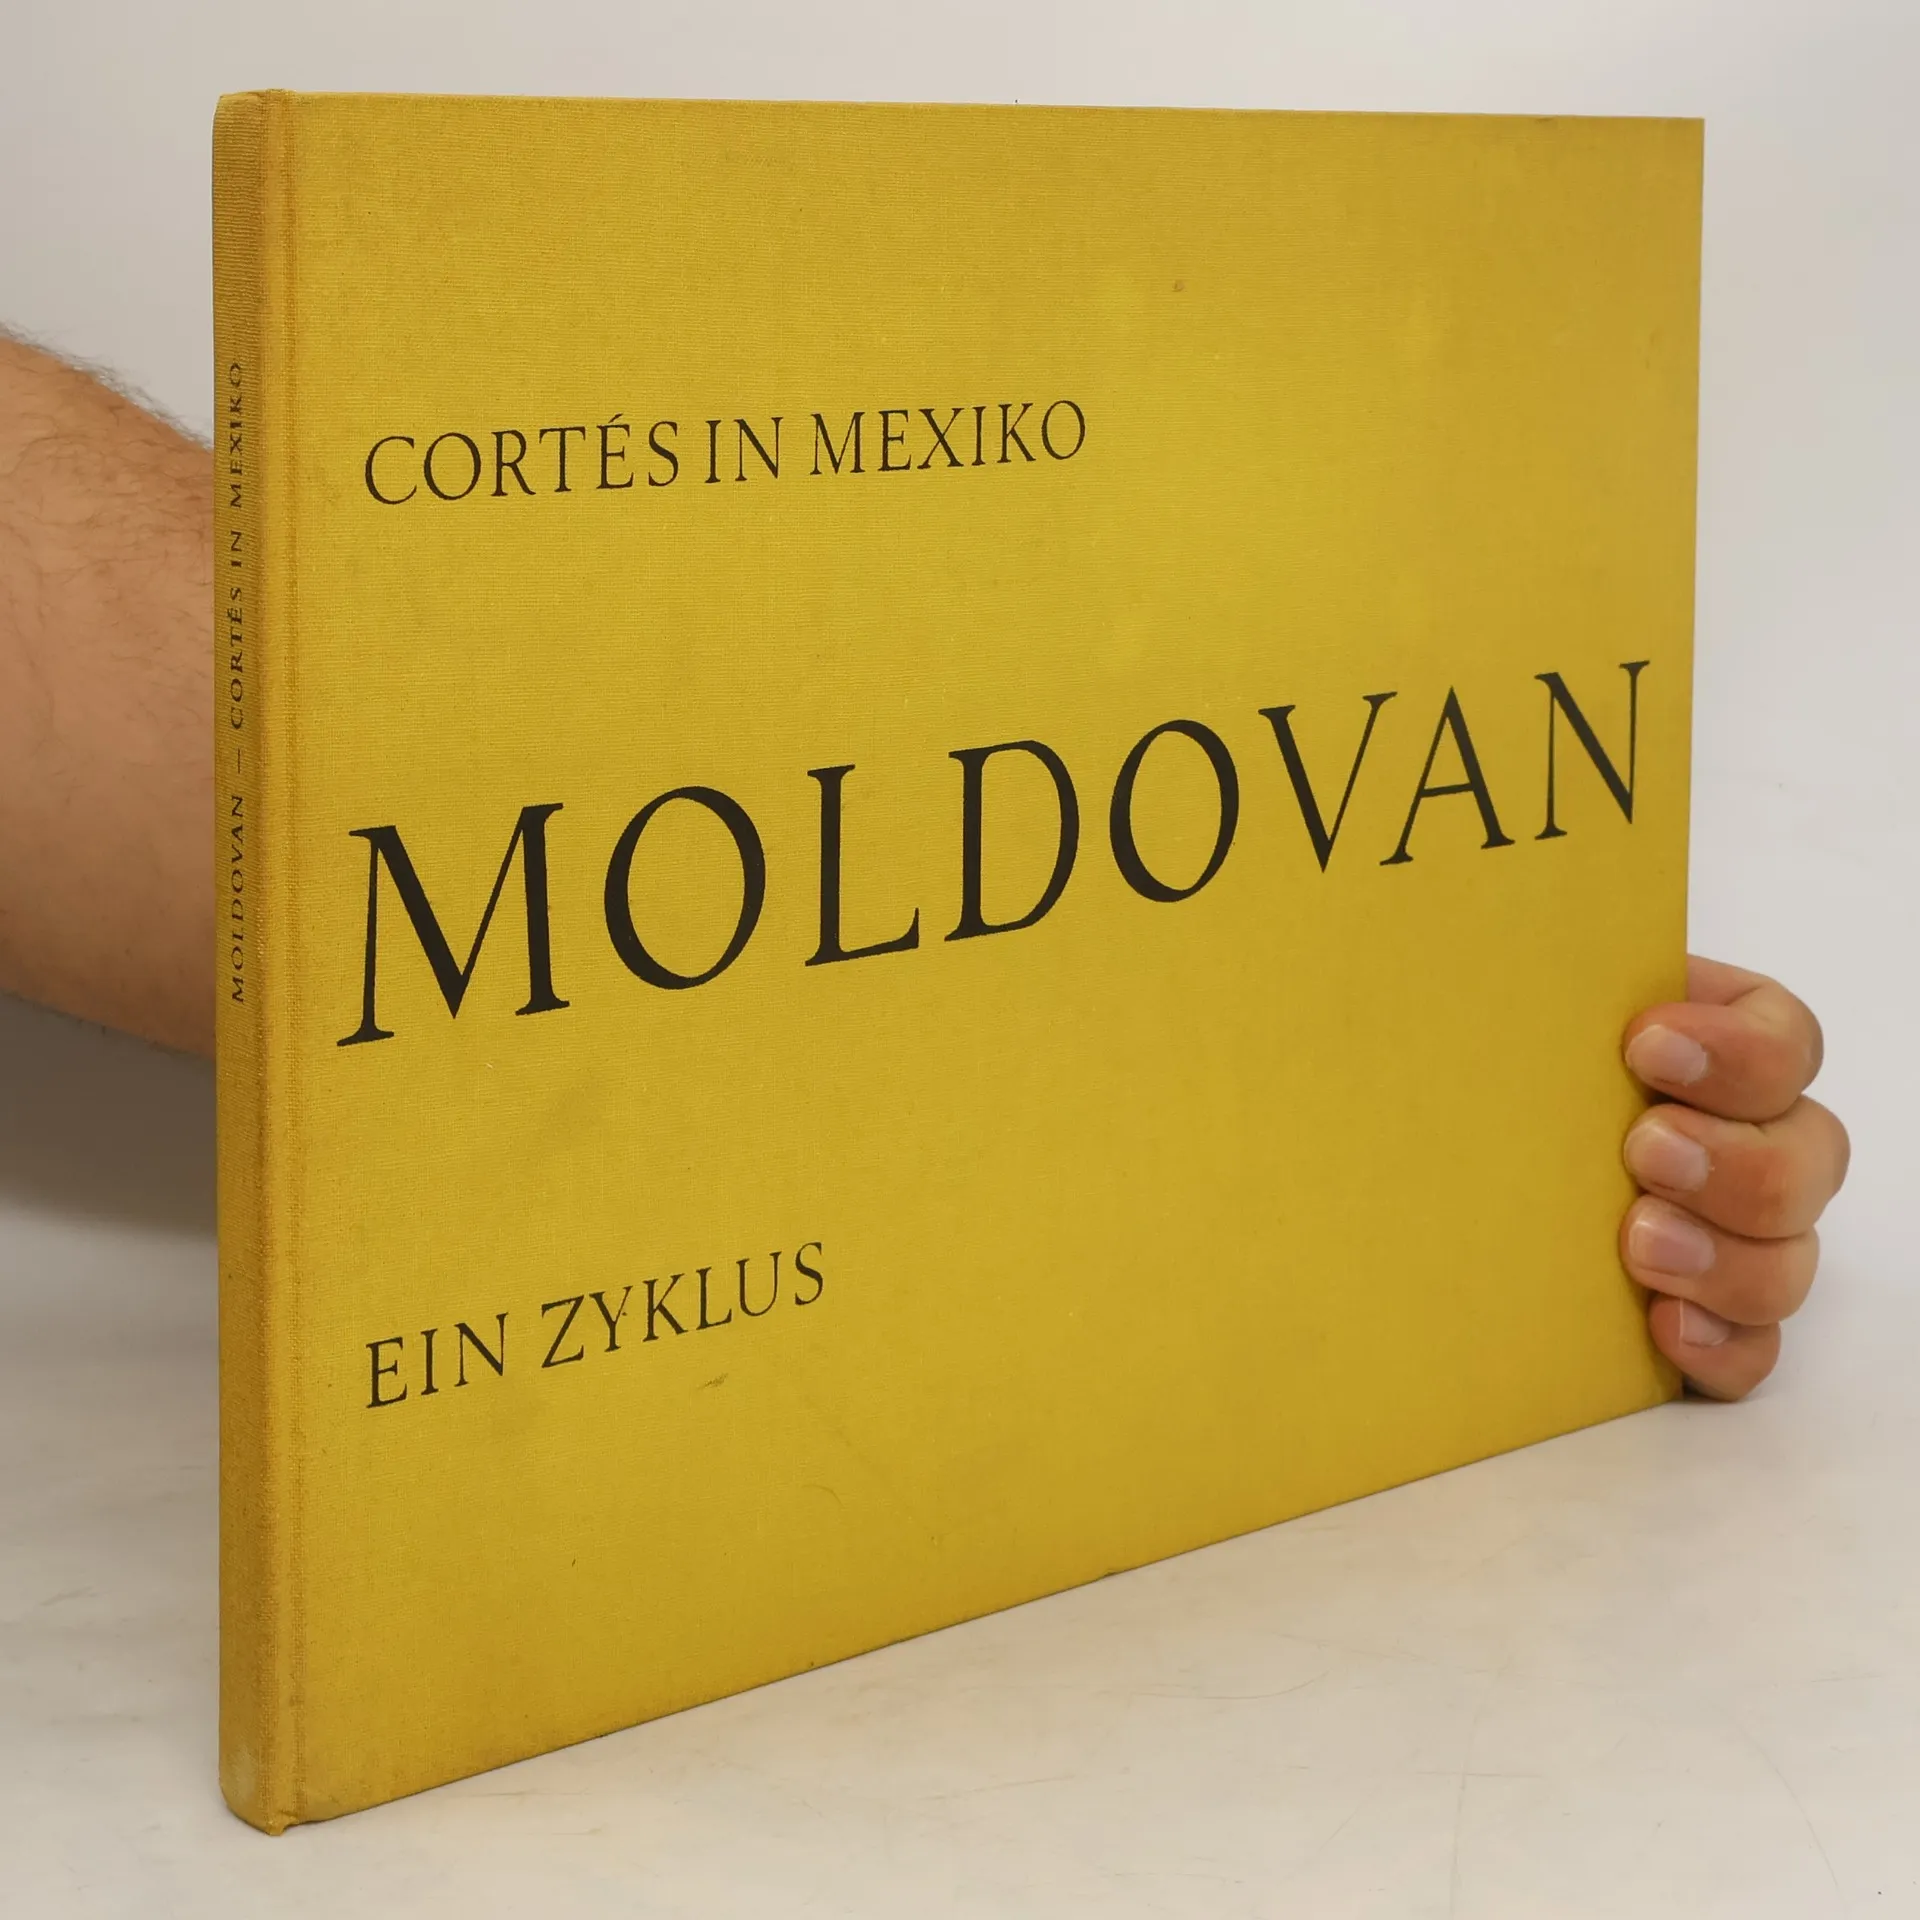 CORTÉS IN MEXIKO
MOLDOVAN
EIN ZYKLUS
MOLDOVAN – CORTÉS IN MEXIKO